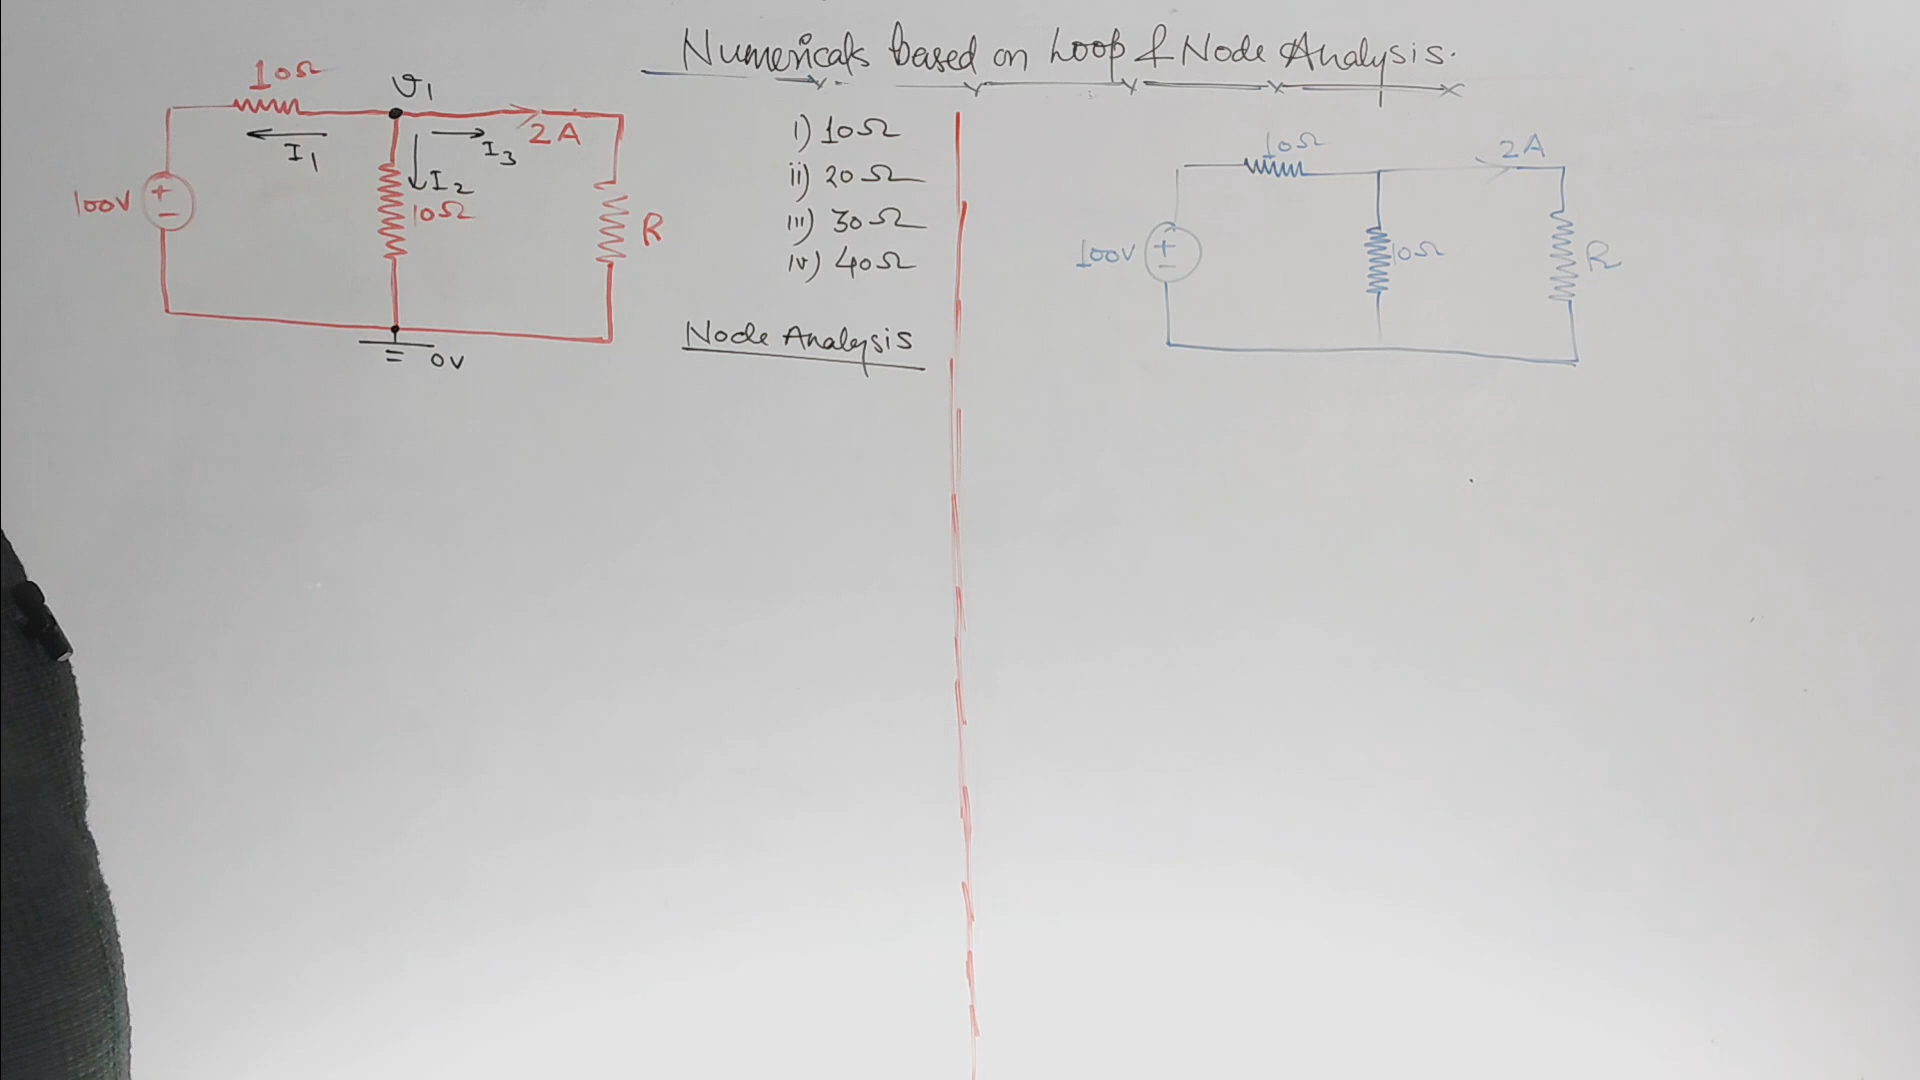 Numericals based on Loop & Node Analysis.
10Ω
V1
I1
I3
2A
I2
100V
+
-
10Ω
R
= 0V
i) 10Ω
ii) 20Ω
iii) 30Ω
iv) 40Ω
Node Analysis
10Ω
2A
100V
+
-
10Ω
R